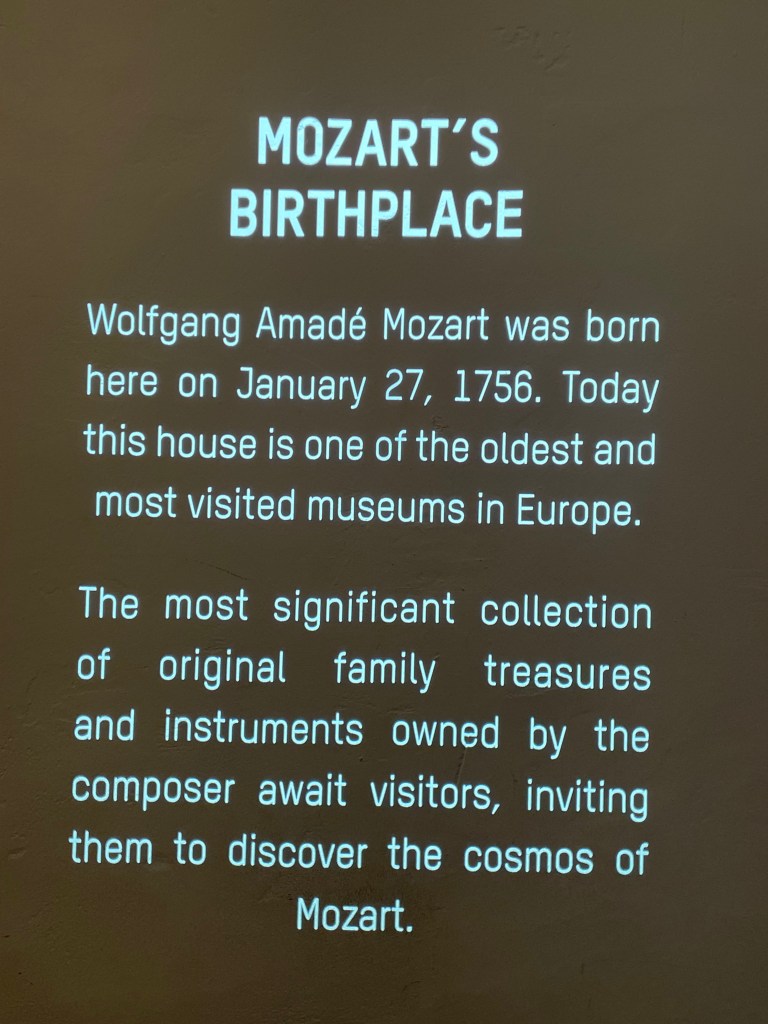 MOZART´S
BIRTHPLACE
Wolfgang Amadé Mozart was born
here on January 27, 1756. Today
this house is one of the oldest and
most visited museums in Europe.
The most significant collection
of original family treasures
and instruments owned by the
composer await visitors, inviting
them to discover the cosmos of
Mozart.